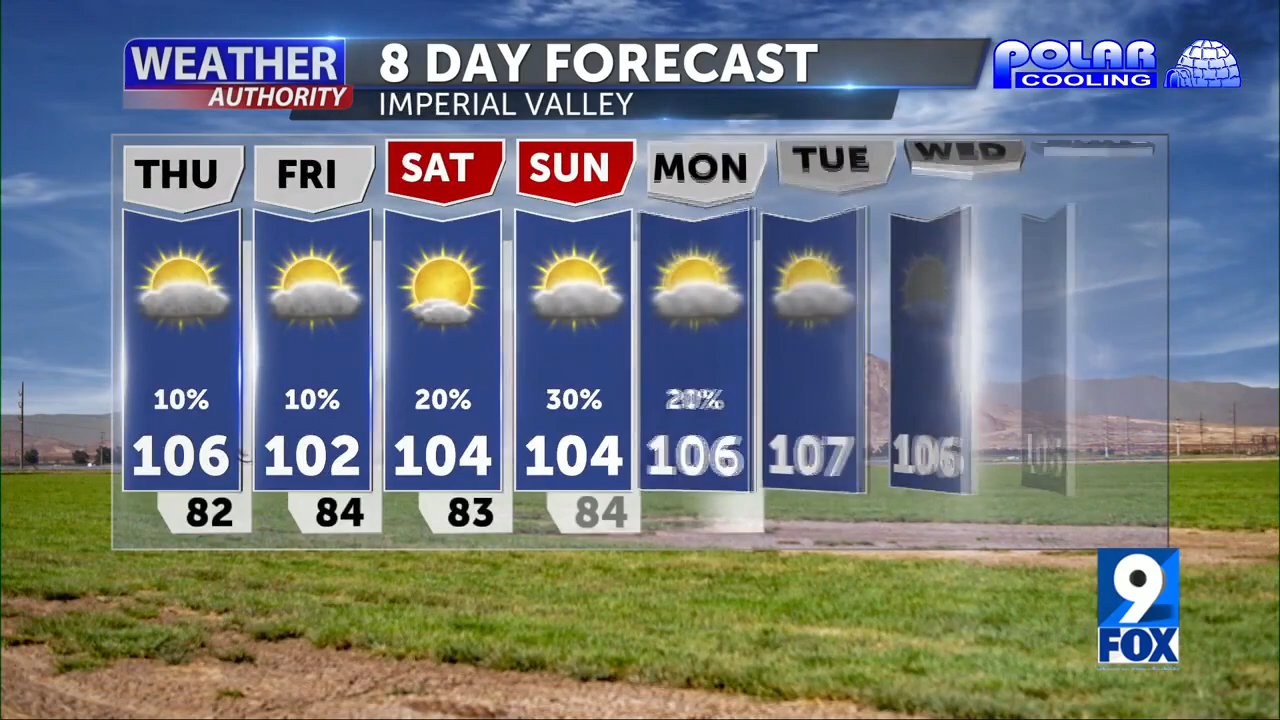 WEATHER
AUTHORITY
8 DAY FORECAST
IMPERIAL VALLEY
POLAR
COOLING
THU FRI SAT SUN MON TUE WED
10% 10% 20% 30% 20%
106 102 104 104 106 107 106
82 84 83 84
9
FOX